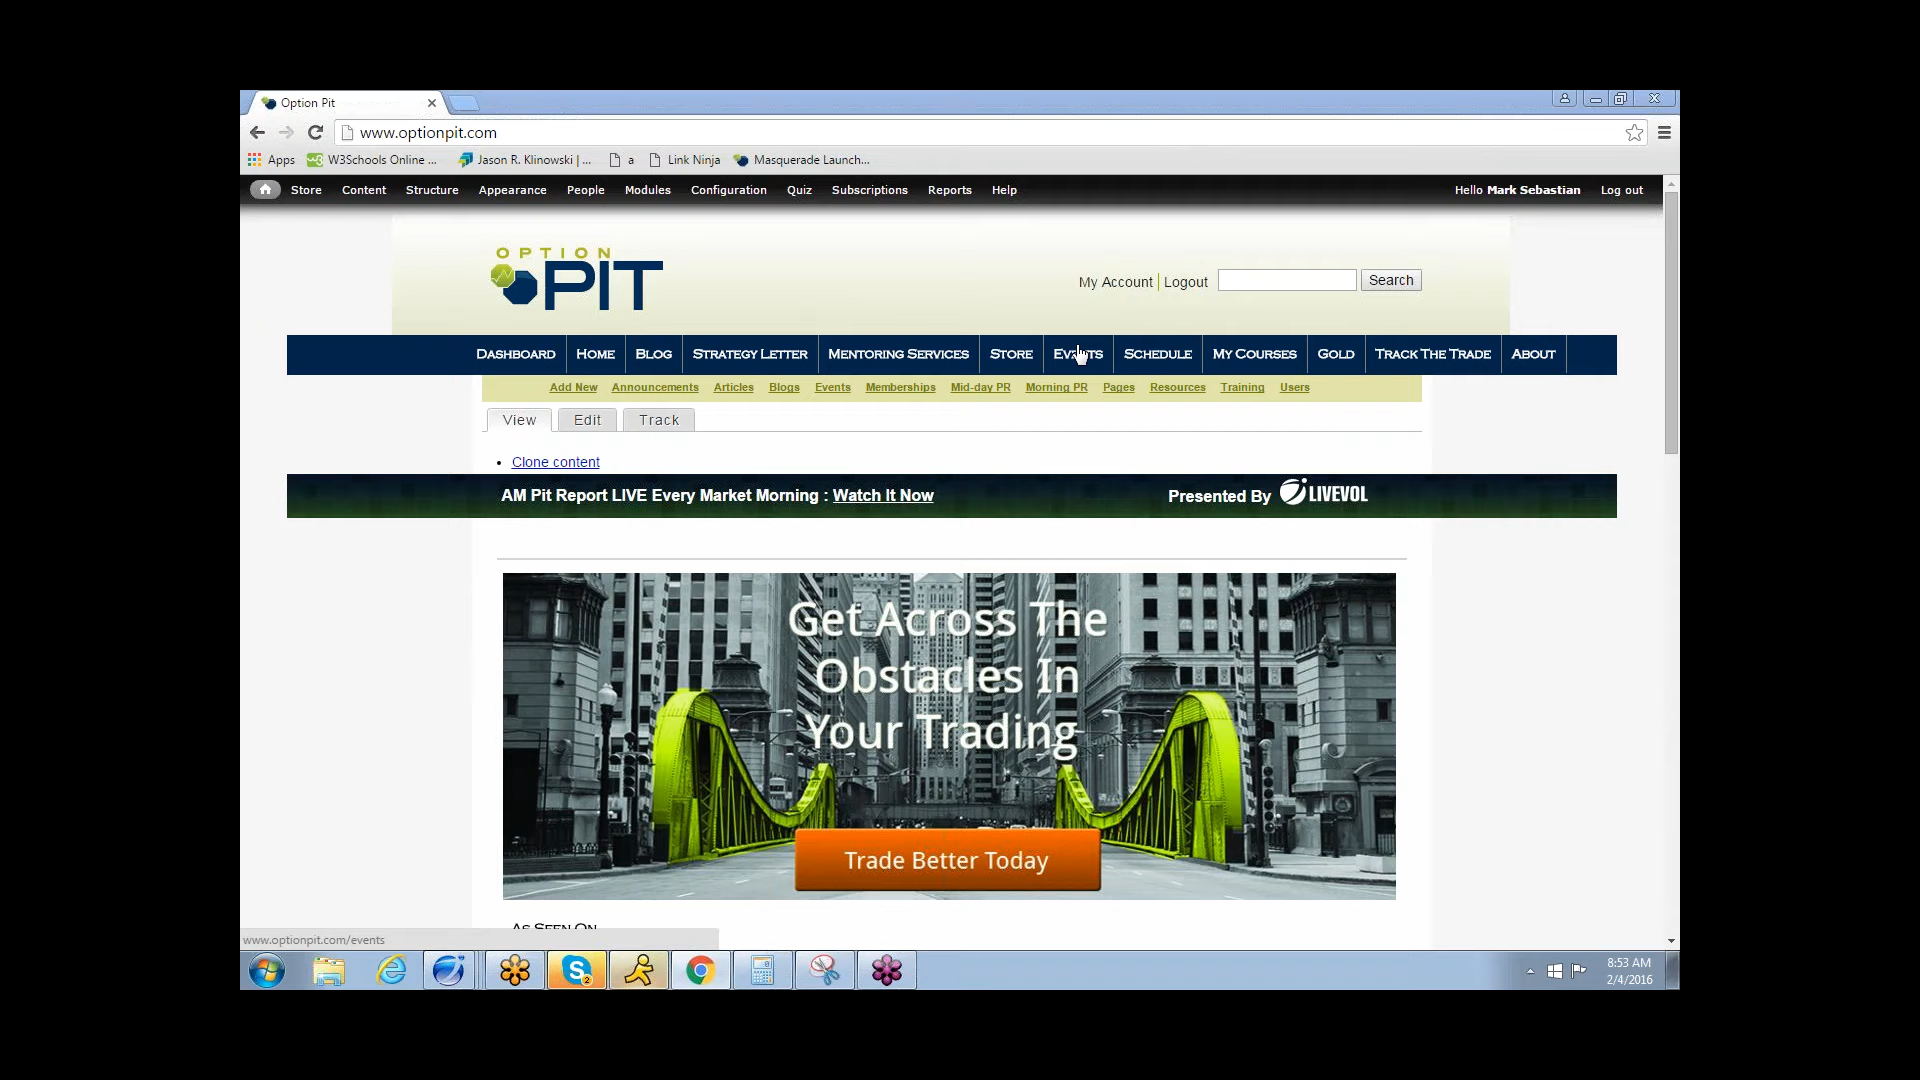 Option Pit
www.optionpit.com
Apps W3Schools Online ... Jason R. Klinowski | ... a Link Ninja Masquerade Launch...
Store Content Structure Appearance People Modules Configuration Quiz Subscriptions Reports Help Hello Mark Sebastian Log out
OPTION
PIT
My Account Logout Search
DASHBOARD HOME BLOG STRATEGY LETTER MENTORING SERVICES STORE EVENTS SCHEDULE MY COURSES GOLD TRACK THE TRADE ABOUT
Add New Announcements Articles Blogs Events Memberships Mid-day PR Morning PR Pages Resources Training Users
View Edit Track
Clone content
AM Pit Report LIVE Every Market Morning : Watch It Now Presented By LIVEVOL
Get Across The
Obstacles In
Your Trading
Trade Better Today
AS SEEN ON
www.optionpit.com/events
8:53 AM
2/4/2016